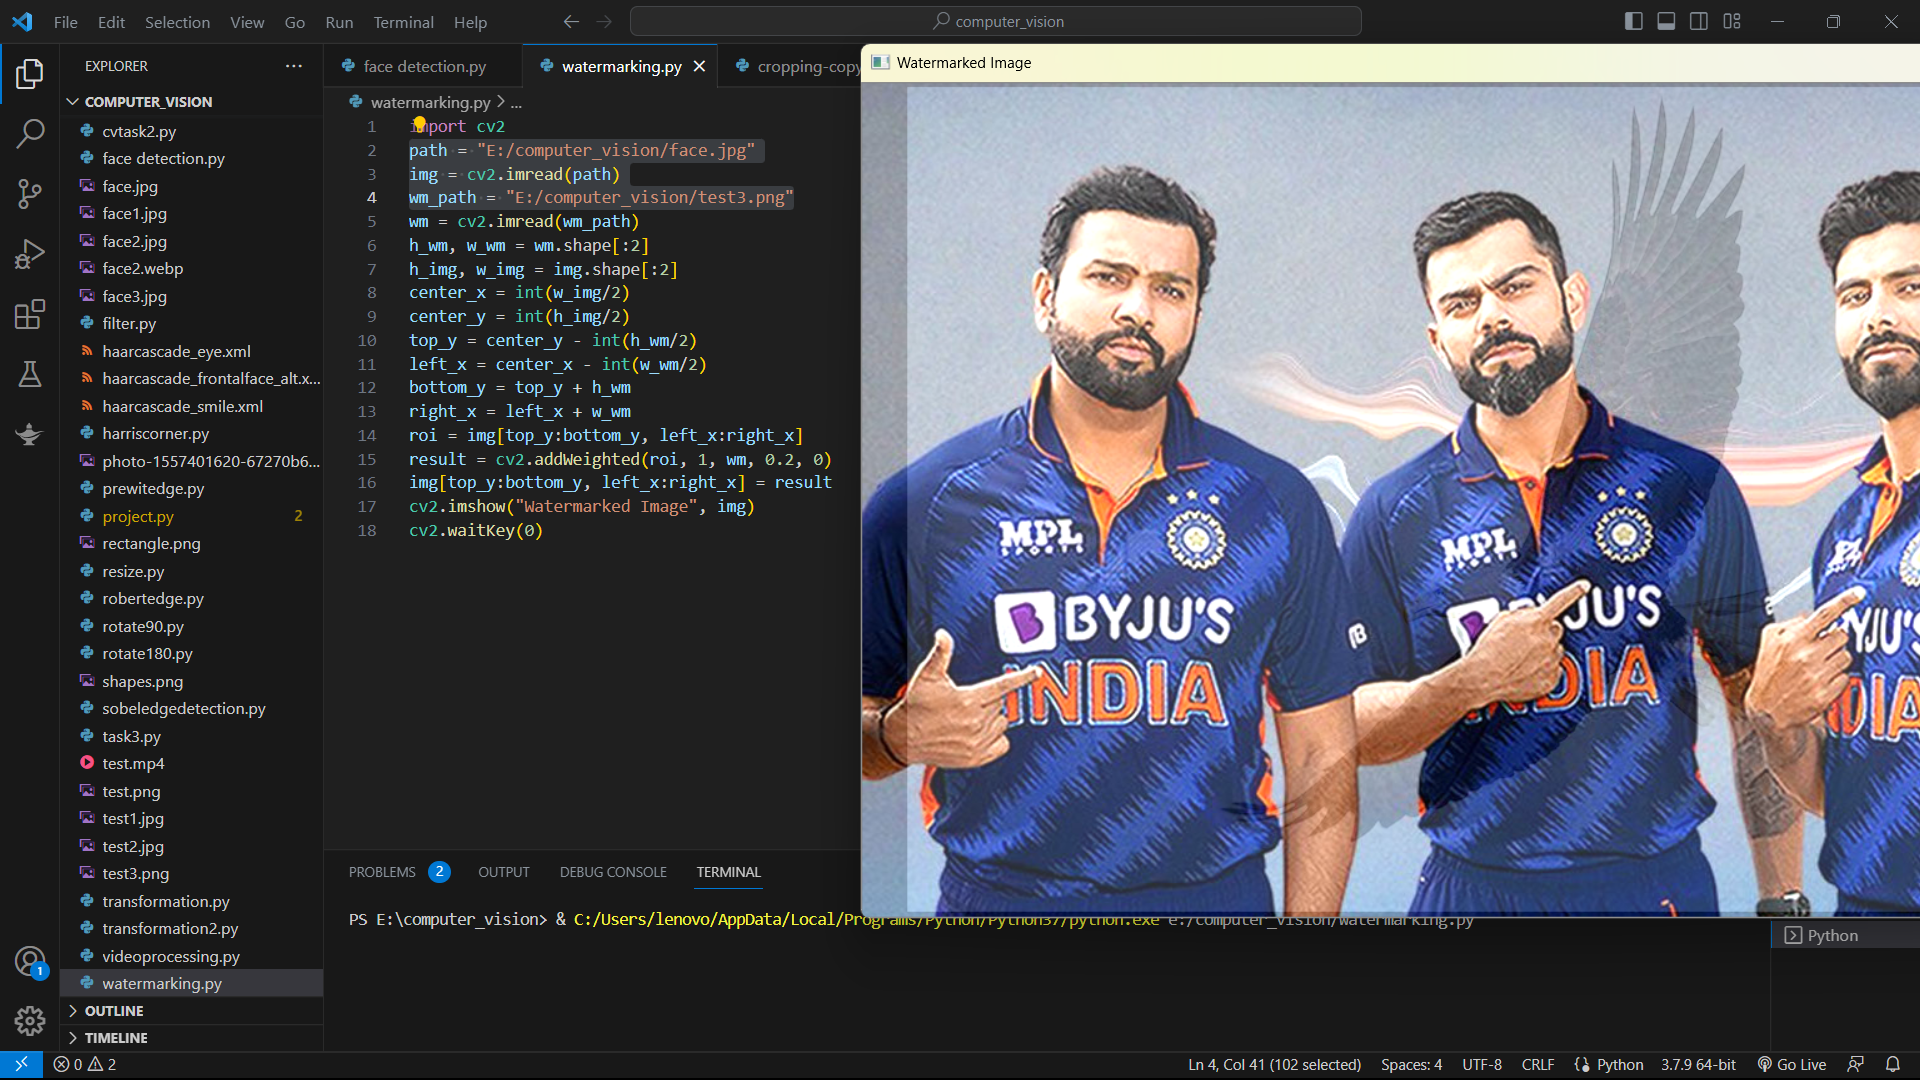 File Edit Selection View Go Run Terminal Help
computer_vision
EXPLORER
COMPUTER_VISION
cvtask2.py
face detection.py
face.jpg
face1.jpg
face2.jpg
face2.webp
face3.jpg
filter.py
haarcascade_eye.xml
haarcascade_frontalface_alt.x...
haarcascade_smile.xml
harriscorner.py
photo-1557401620-67270b6...
prewitedge.py
project.py 2
rectangle.png
resize.py
robertedge.py
rotate90.py
rotate180.py
shapes.png
sobeledgedetection.py
task3.py
test.mp4
test.png
test1.jpg
test2.jpg
test3.png
transformation.py
transformation2.py
videoprocessing.py
watermarking.py
OUTLINE
TIMELINE
1
face detection.py watermarking.py cropping-copy
watermarking.py > ...
1 import cv2
2 path = "E:/computer_vision/face.jpg"
3 img = cv2.imread(path)
4 wm_path = "E:/computer_vision/test3.png"
5 wm = cv2.imread(wm_path)
6 h_wm, w_wm = wm.shape[:2]
7 h_img, w_img = img.shape[:2]
8 center_x = int(w_img/2)
9 center_y = int(h_img/2)
10 top_y = center_y - int(h_wm/2)
11 left_x = center_x - int(w_wm/2)
12 bottom_y = top_y + h_wm
13 right_x = left_x + w_wm
14 roi = img[top_y:bottom_y, left_x:right_x]
15 result = cv2.addWeighted(roi, 1, wm, 0.2, 0)
16 img[top_y:bottom_y, left_x:right_x] = result
17 cv2.imshow("Watermarked Image", img)
18 cv2.waitKey(0)
Watermarked Image
MPL
SPORTS
BYJU'S
INDIA
MPL
SPORTS
BYJU'S
INDIA
BYJU'S
INDIA
PROBLEMS 2 OUTPUT DEBUG CONSOLE TERMINAL
PS E:\computer_vision> & C:/Users/lenovo/AppData/Local/Programs/Python/Python37/python.exe e:/computer_vision/watermarking.py
Python
0 2
Ln 4, Col 41 (102 selected) Spaces: 4 UTF-8 CRLF Python 3.7.9 64-bit Go Live